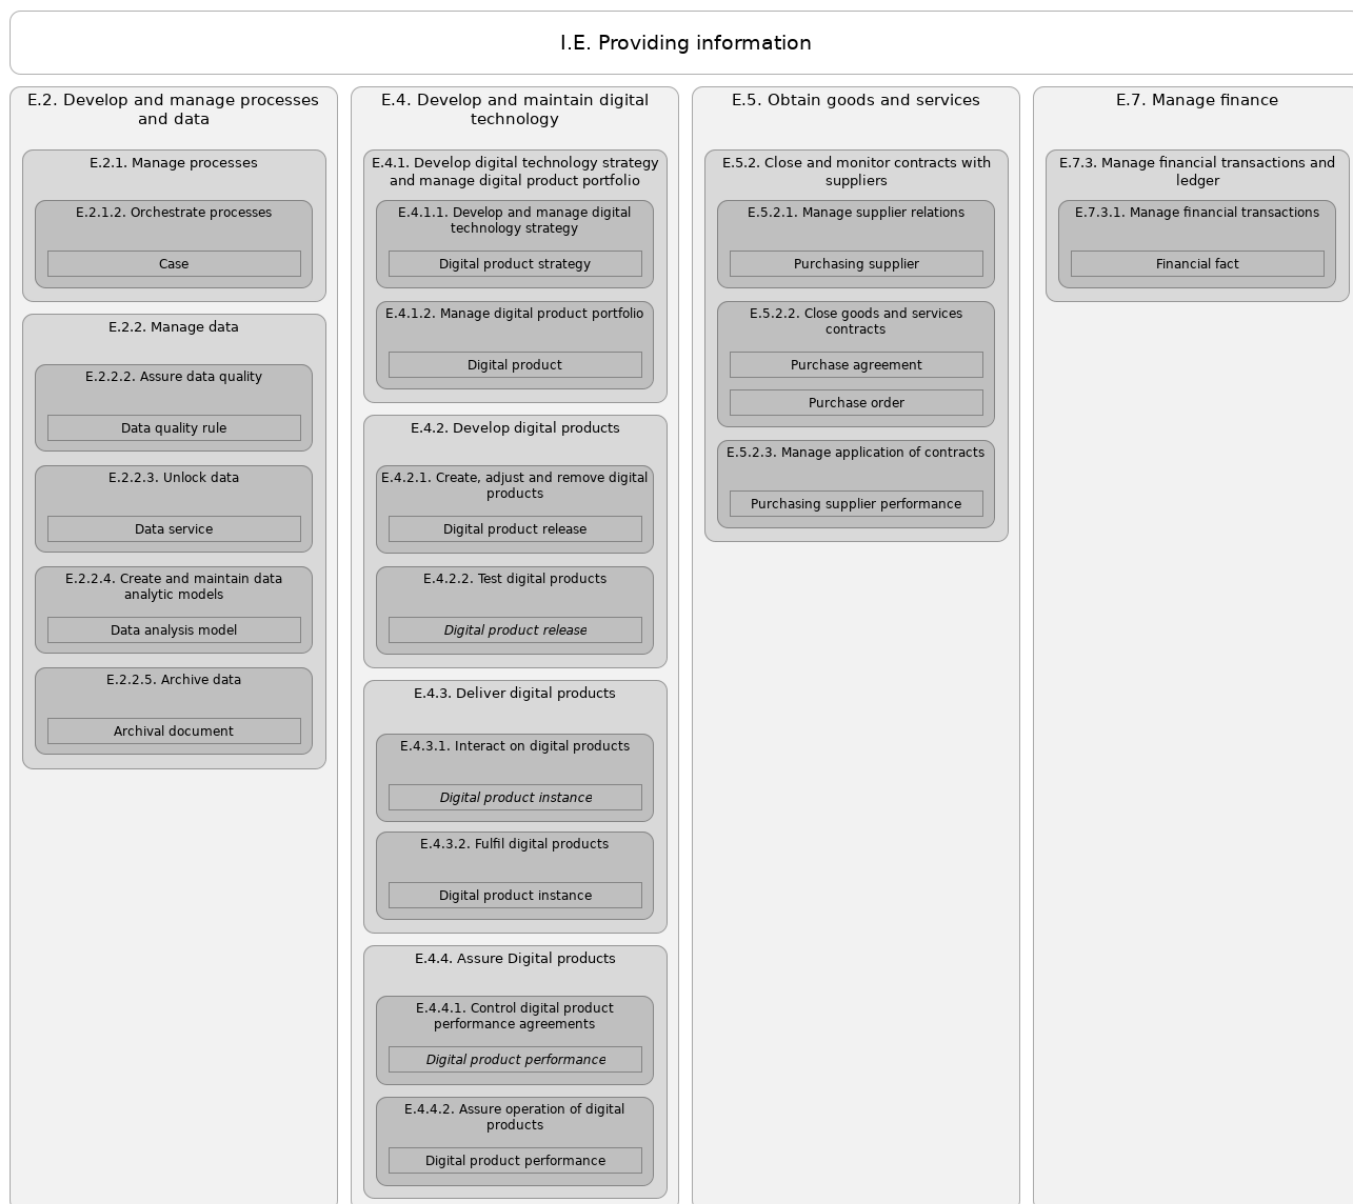 I.E. Providing information
E.2. Develop and manage processes
and data
E.2.1. Manage processes
E.2.1.2. Orchestrate processes
Case
E.2.2. Manage data
E.2.2.2. Assure data quality
Data quality rule
E.2.2.3. Unlock data
Data service
E.2.2.4. Create and maintain data
analytic models
Data analysis model
E.2.2.5. Archive data
Archival document
E.4. Develop and maintain digital
technology
E.4.1. Develop digital technology strategy
and manage digital product portfolio
E.4.1.1. Develop and manage digital
technology strategy
Digital product strategy
E.4.1.2. Manage digital product portfolio
Digital product
E.4.2. Develop digital products
E.4.2.1. Create, adjust and remove digital
products
Digital product release
E.4.2.2. Test digital products
Digital product release
E.4.3. Deliver digital products
E.4.3.1. Interact on digital products
Digital product instance
E.4.3.2. Fulfil digital products
Digital product instance
E.4.4. Assure Digital products
E.4.4.1. Control digital product
performance agreements
Digital product performance
E.4.4.2. Assure operation of digital
products
Digital product performance
E.5. Obtain goods and services
E.5.2. Close and monitor contracts with
suppliers
E.5.2.1. Manage supplier relations
Purchasing supplier
E.5.2.2. Close goods and services
contracts
Purchase agreement
Purchase order
E.5.2.3. Manage application of contracts
Purchasing supplier performance
E.7. Manage finance
E.7.3. Manage financial transactions and
ledger
E.7.3.1. Manage financial transactions
Financial fact